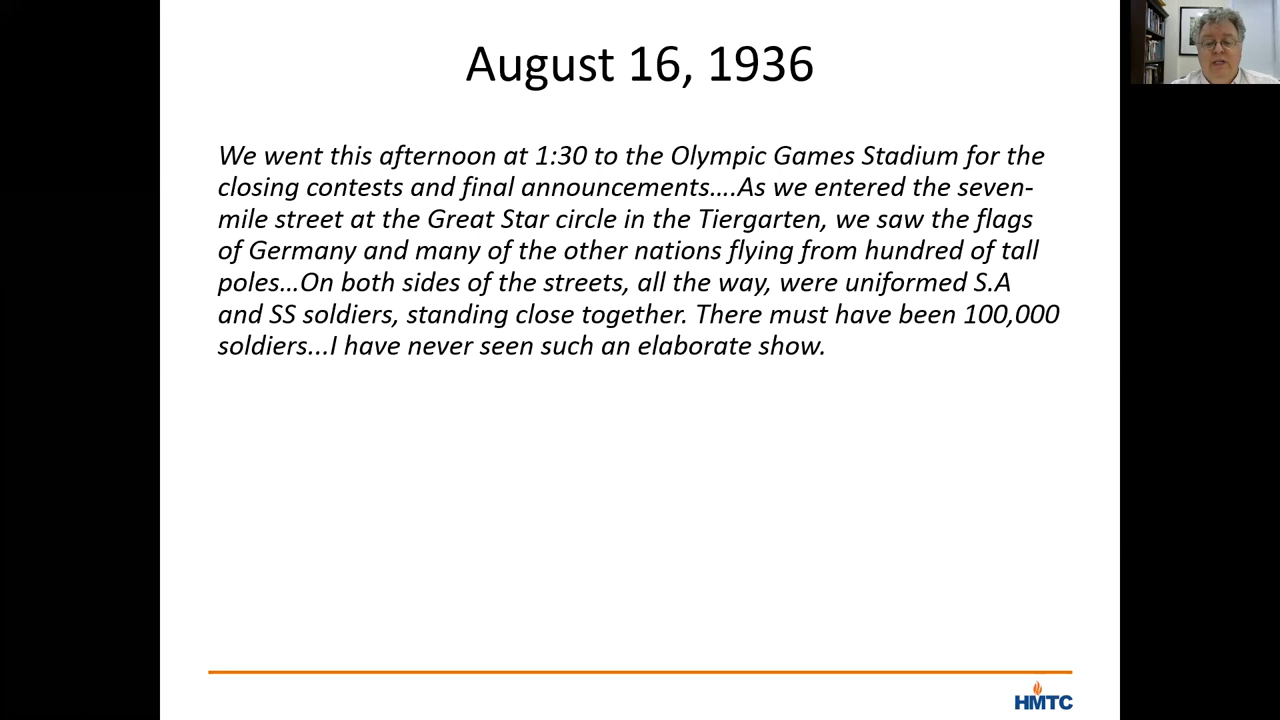 August 16, 1936
We went this afternoon at 1:30 to the Olympic Games Stadium for the
closing contests and final announcements....As we entered the seven-
mile street at the Great Star circle in the Tiergarten, we saw the flags
of Germany and many of the other nations flying from hundred of tall
poles...On both sides of the streets, all the way, were uniformed S.A
and SS soldiers, standing close together. There must have been 100,000
soldiers...I have never seen such an elaborate show.
HMTC